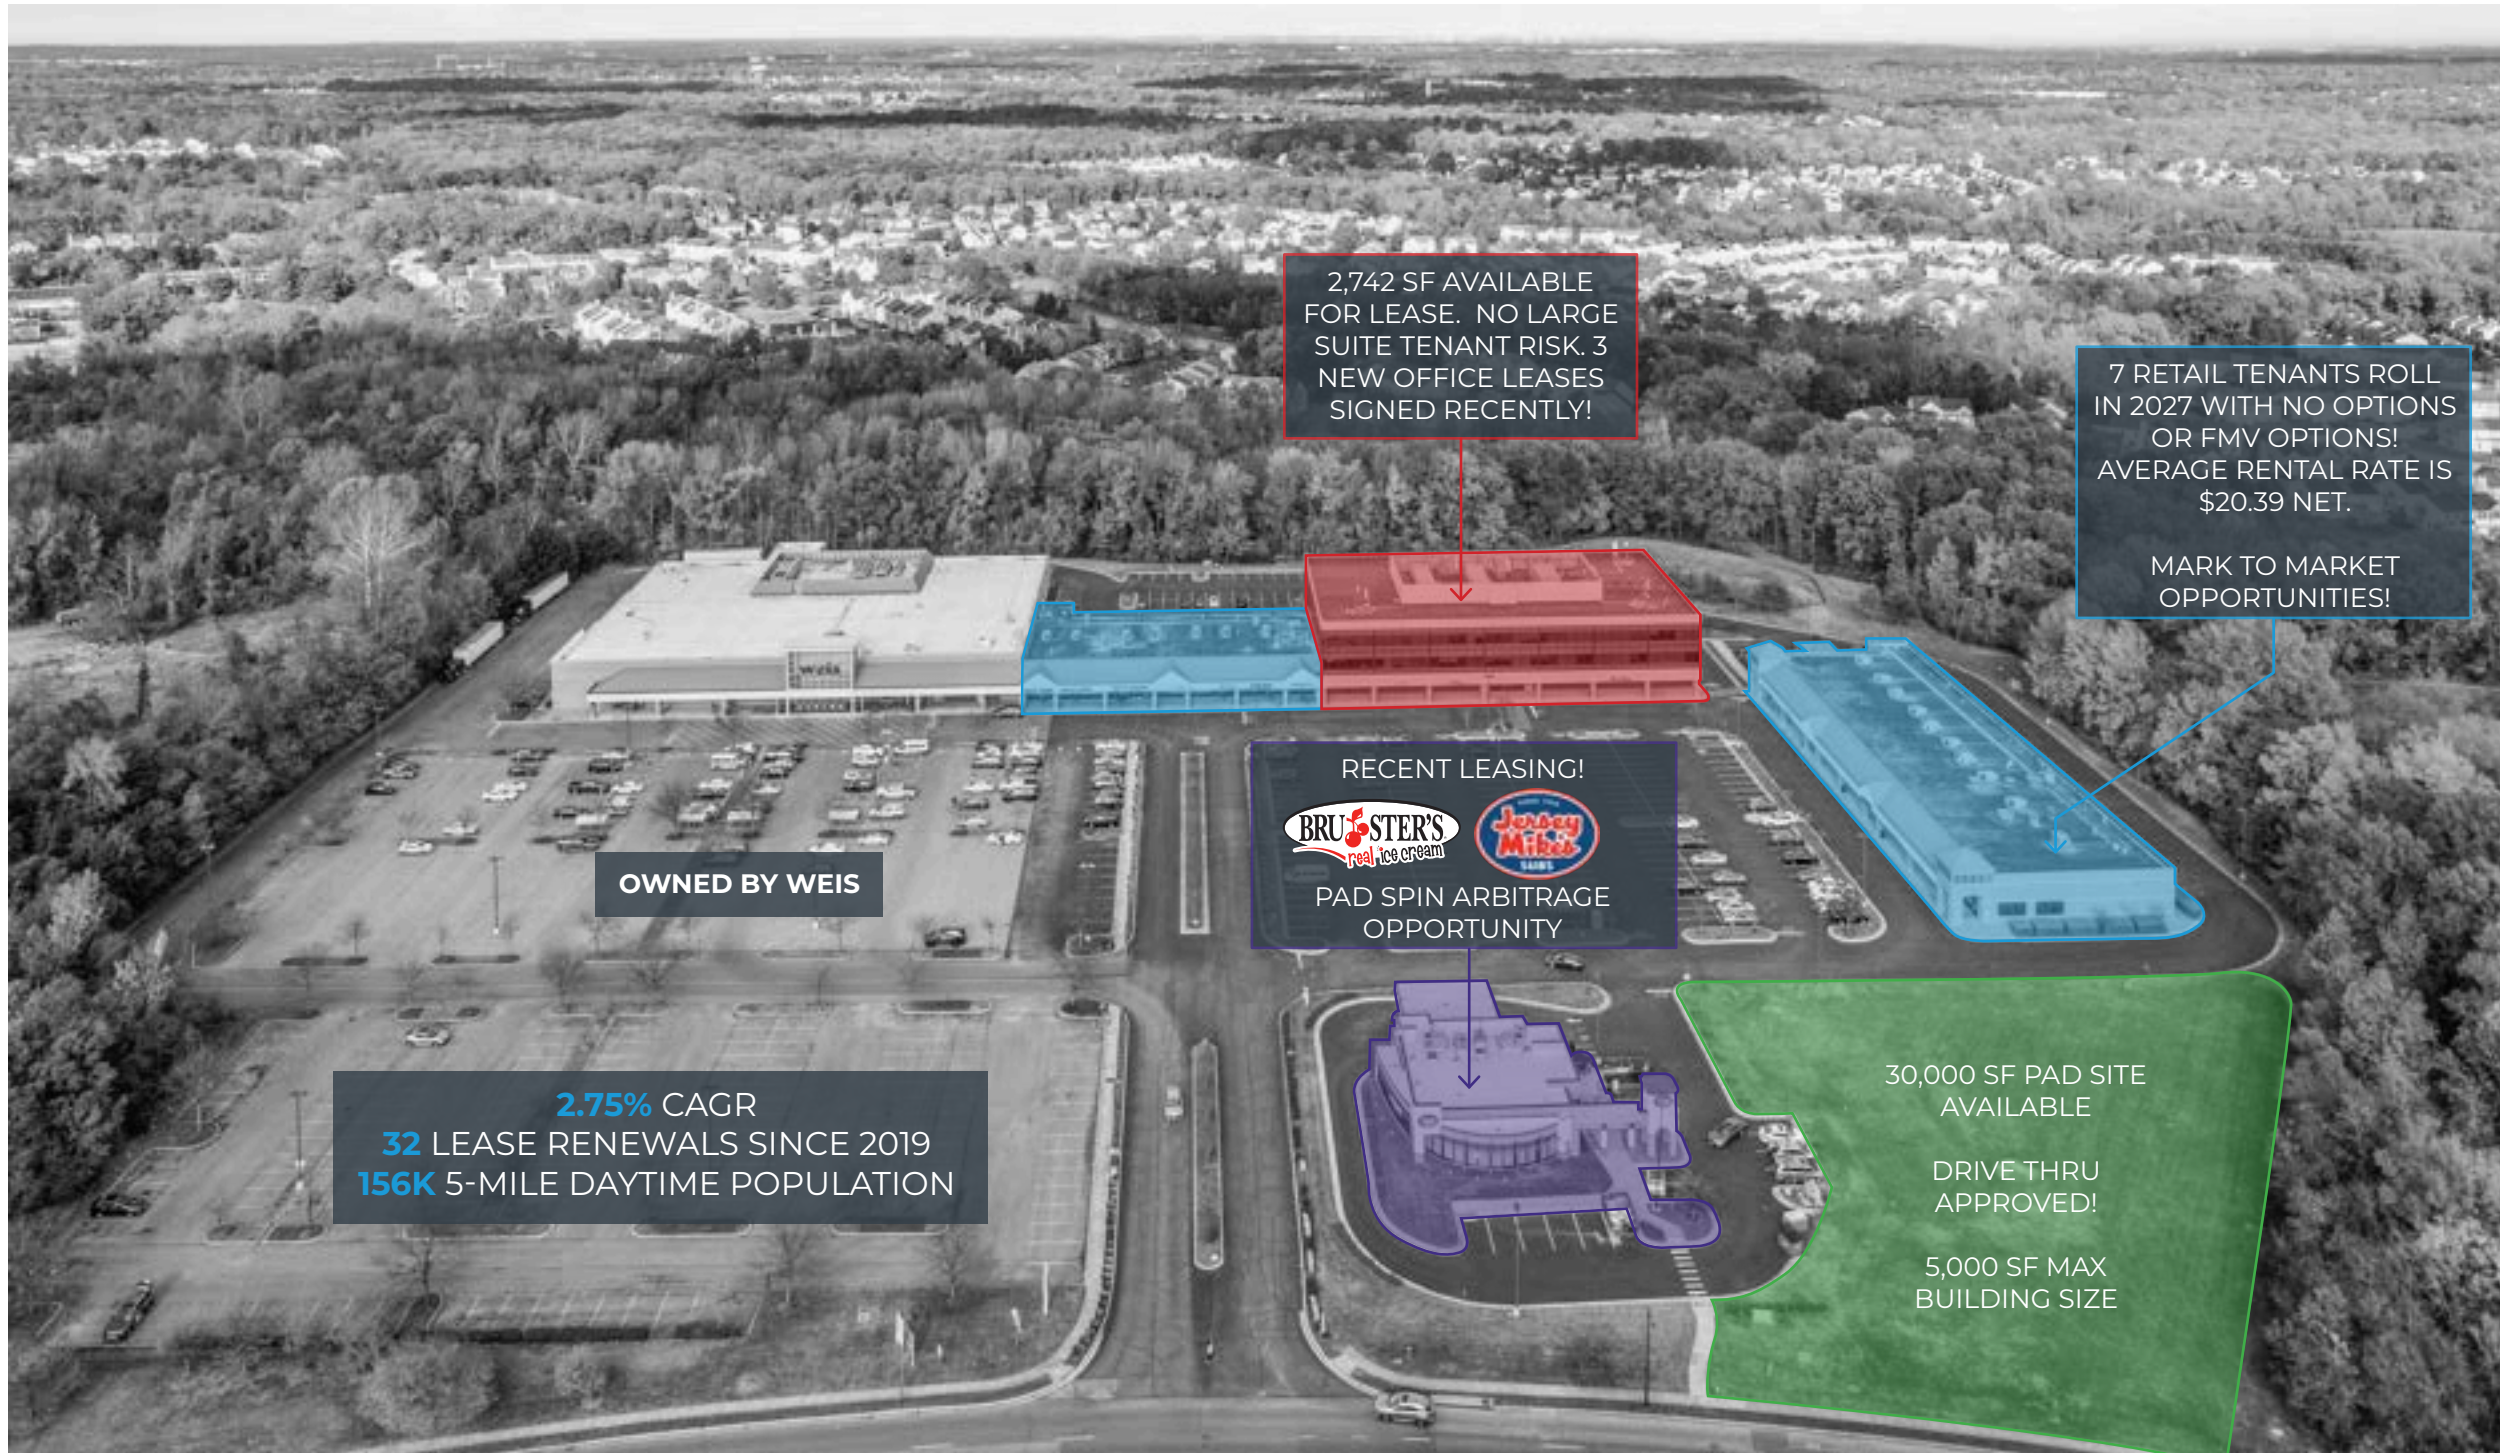 2,742 SF AVAILABLE
FOR LEASE.  NO LARGE
SUITE TENANT RISK. 3
NEW OFFICE LEASES
SIGNED RECENTLY!
7 RETAIL TENANTS ROLL
IN 2027 WITH NO OPTIONS
OR FMV OPTIONS!
AVERAGE RENTAL RATE IS
$20.39 NET.
MARK TO MARKET
OPPORTUNITIES!
weis
RECENT LEASING!
BRUSTER'S
real ice cream
Jersey
Mike's
SUBS
PAD SPIN ARBITRAGE
OPPORTUNITY
OWNED BY WEIS
2.75% CAGR
32 LEASE RENEWALS SINCE 2019
156K 5-MILE DAYTIME POPULATION
30,000 SF PAD SITE
AVAILABLE
DRIVE THRU
APPROVED!
5,000 SF MAX
BUILDING SIZE